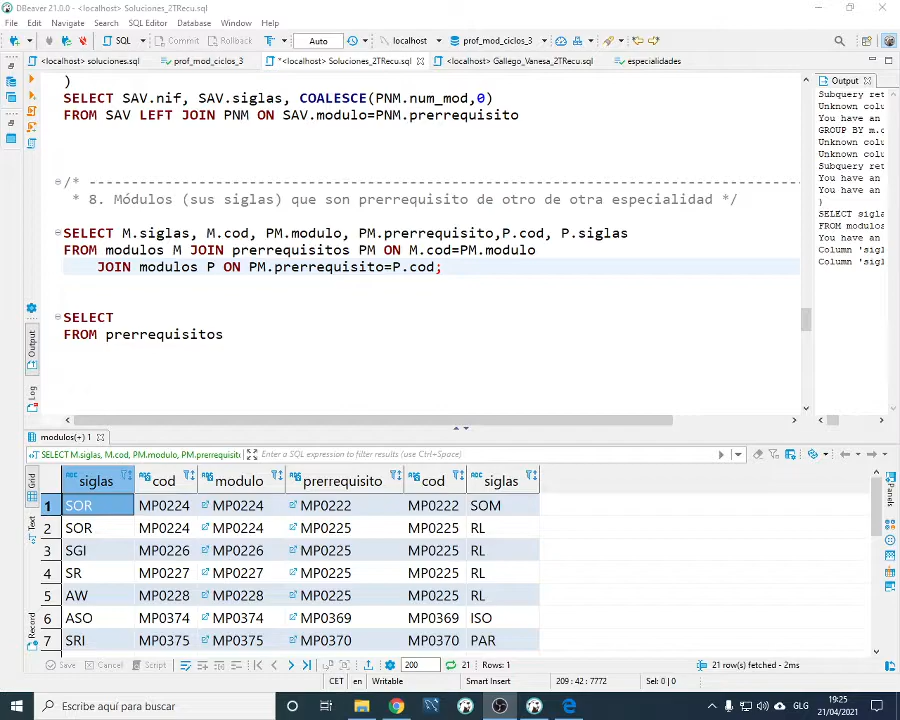 DBeaver 21.0.0 - <localhost> Soluciones_2TRecu.sql
File Edit Navigate Search SQL Editor Database Window Help
SQL Commit Rollback Auto localhost prof_mod_ciclos_3
<localhost> soluciones.sql prof_mod_ciclos_3 *<localhost> Soluciones_2TRecu.sql <localhost> Gallego_Vanesa_2TRecu.sql especialidades
)
SELECT SAV.nif, SAV.siglas, COALESCE(PNM.num_mod,0)
FROM SAV LEFT JOIN PNM ON SAV.modulo=PNM.prerrequisito
/* ------------------------------------------------------------------------------------
* 8. Módulos (sus siglas) que son prerrequisito de otro de otra especialidad */
SELECT M.siglas, M.cod, PM.modulo, PM.prerrequisito,P.cod, P.siglas
FROM modulos M JOIN prerrequisitos PM ON M.cod=PM.modulo
JOIN modulos P ON PM.prerrequisito=P.cod;
SELECT
FROM prerrequisitos
Output
Log
Output
Subquery ret
Unknown colu
You have an
GROUP BY m.c
Unknown colu
Unknown colu
Subquery ret
You have an
You have an
)
SELECT sigla
FROM modulos
You have an
Column 'sigl
Column 'sigl
modulos(+) 1
SELECT M.siglas, M.cod, PM.modulo, PM.prerrequisito Enter a SQL expression to filter results (use Ctrl+Space)
Grid
Text
Record
Panels
siglas cod modulo prerrequisito cod siglas
1 SOR MP0224 MP0224 MP0222 MP0222 SOM
2 SOR MP0224 MP0224 MP0225 MP0225 RL
3 SGI MP0226 MP0226 MP0225 MP0225 RL
4 SR MP0227 MP0227 MP0225 MP0225 RL
5 AW MP0228 MP0228 MP0225 MP0225 RL
6 ASO MP0374 MP0374 MP0369 MP0369 ISO
7 SRI MP0375 MP0375 MP0370 MP0370 PAR
Save Cancel Script 200 21 Rows: 1 21 row(s) fetched - 2ms
CET en Writable Smart Insert 209 : 42 : 7772 Sel: 0 | 0
Escribe aquí para buscar
GLG
19:25
21/04/2021